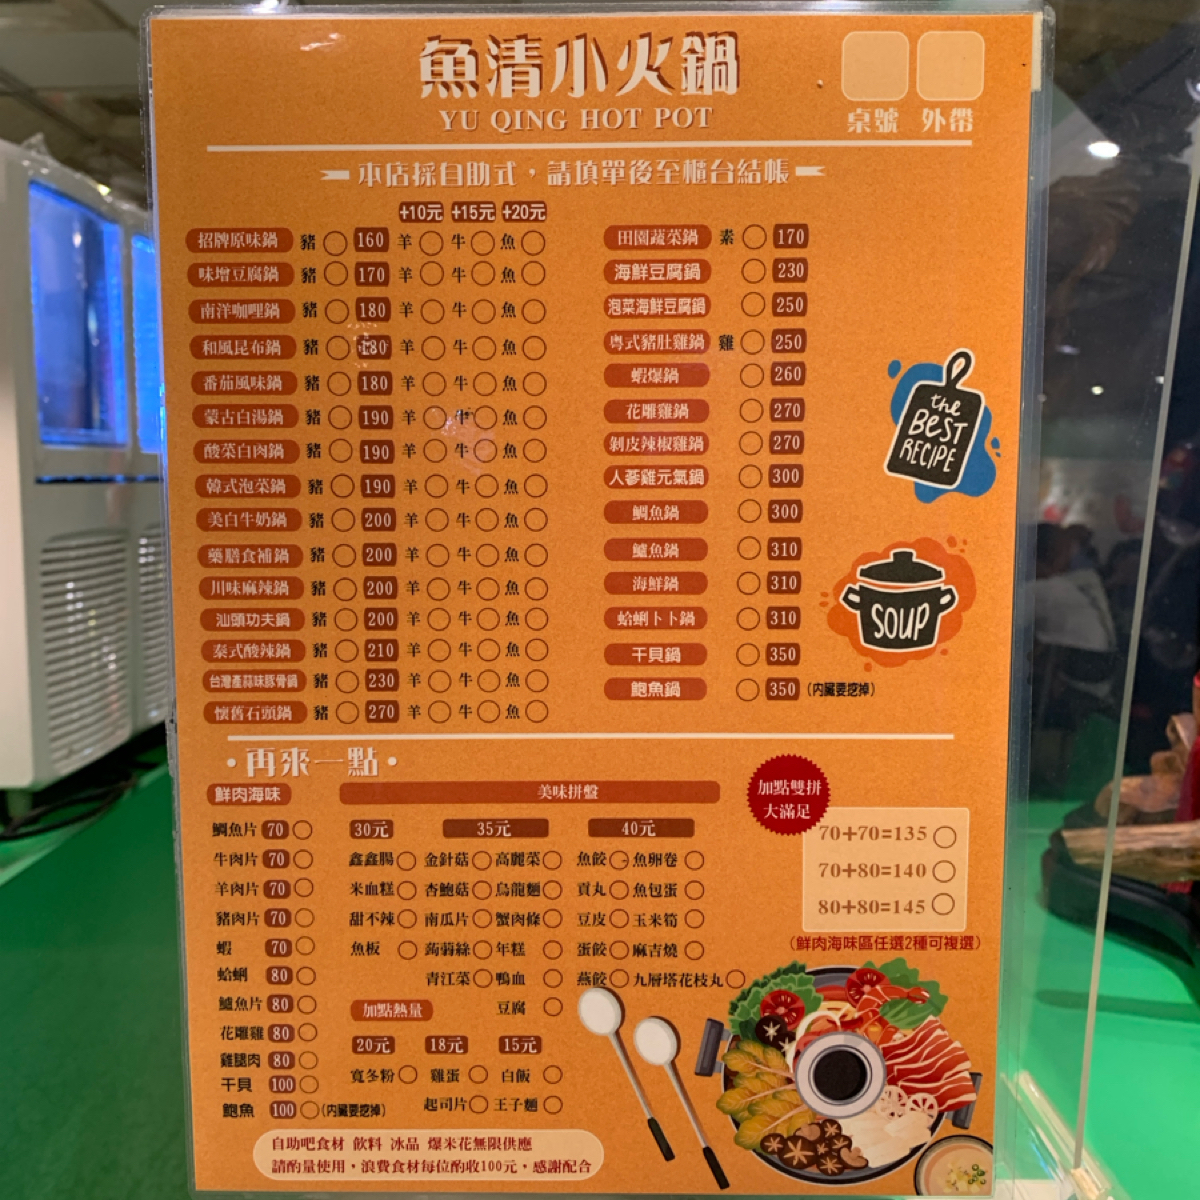 魚清小火鍋
YU QING HOT POT
桌號 外帶
本店採自助式，請填單後至櫃台結帳
+10元 +15元 +20元
招牌原味鍋 豬 160 羊 牛 魚
味增豆腐鍋 豬 170 羊 牛 魚
南洋咖哩鍋 豬 180 羊 牛 魚
和風昆布鍋 豬 180 羊 牛 魚
番茄風味鍋 豬 180 羊 牛 魚
蒙古白湯鍋 豬 190 羊 牛 魚
酸菜白肉鍋 豬 190 羊 牛 魚
韓式泡菜鍋 豬 190 羊 牛 魚
美白牛奶鍋 豬 200 羊 牛 魚
藥膳食補鍋 豬 200 羊 牛 魚
川味麻辣鍋 豬 200 羊 牛 魚
汕頭功夫鍋 豬 200 羊 牛 魚
泰式酸辣鍋 豬 210 羊 牛 魚
台灣產蒜味豚骨鍋 豬 230 羊 牛 魚
懷舊石頭鍋 豬 270 羊 牛 魚
田園蔬菜鍋 素 170
海鮮豆腐鍋 230
泡菜海鮮豆腐鍋 250
粵式豬肚雞鍋 雞 250
蝦爆鍋 260
花雕雞鍋 270
剝皮辣椒雞鍋 270
人蔘雞元氣鍋 300
鯛魚鍋 300
鱸魚鍋 310
海鮮鍋 310
蛤蜊卜卜鍋 310
干貝鍋 350
鮑魚鍋 350 (內臟要挖掉)
the
BEST
RECIPE
SOUP
·再來一點·
鮮肉海味
鯛魚片 70
牛肉片 70
羊肉片 70
豬肉片 70
蝦 70
蛤蜊 80
鱸魚片 80
花雕雞 80
雞腿肉 80
干貝 100
鮑魚 100 (內臟要挖掉)
美味拼盤
30元 35元 40元
鑫鑫腸 金針菇 高麗菜 魚餃 魚卵卷
米血糕 杏鮑菇 烏龍麵 貢丸 魚包蛋
甜不辣 南瓜片 蟹肉條 豆皮 玉米筍
魚板 蒟蒻絲 年糕 蛋餃 麻吉燒
青江菜 鴨血 燕餃 九層塔花枝丸
豆腐
加點熱量
20元 18元 15元
寬冬粉 雞蛋 白飯
起司片 王子麵
加點雙拼
大滿足
70+70=135
70+80=140
80+80=145
(鮮肉海味區任選2種可複選)
自助吧食材 飲料 冰品 爆米花無限供應
請酌量使用，浪費食材每位酌收100元，感謝配合